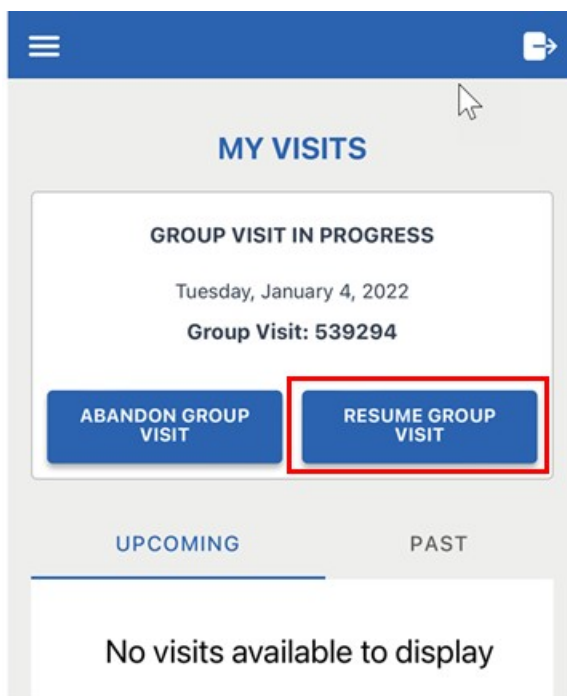 MY VISITS
GROUP VISIT IN PROGRESS
Tuesday, January 4, 2022
Group Visit: 539294
ABANDON GROUP
VISIT
RESUME GROUP
VISIT
UPCOMING
PAST
No visits available to display